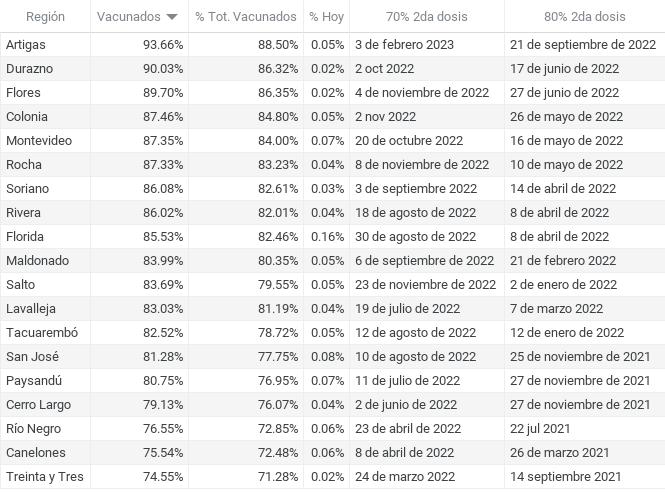 Región Vacunados % Tot. Vacunados % Hoy 70% 2da dosis 80% 2da dosis
Artigas 93.66% 88.50% 0.05% 3 de febrero 2023 21 de septiembre de 2022
Durazno 90.03% 86.32% 0.02% 2 oct 2022 17 de junio de 2022
Flores 89.70% 86.35% 0.02% 4 de noviembre de 2022 27 de junio de 2022
Colonia 87.46% 84.80% 0.05% 2 nov 2022 26 de mayo de 2022
Montevideo 87.35% 84.00% 0.07% 20 de octubre 2022 16 de mayo de 2022
Rocha 87.33% 83.23% 0.04% 8 de noviembre de 2022 10 de mayo de 2022
Soriano 86.08% 82.61% 0.03% 3 de septiembre 2022 14 de abril de 2022
Rivera 86.02% 82.01% 0.04% 18 de agosto de 2022 8 de abril de 2022
Florida 85.53% 82.46% 0.16% 30 de agosto de 2022 8 de abril de 2022
Maldonado 83.99% 80.35% 0.05% 6 de septiembre de 2022 21 de febrero 2022
Salto 83.69% 79.55% 0.05% 23 de noviembre de 2022 2 de enero de 2022
Lavalleja 83.03% 81.19% 0.04% 19 de julio de 2022 7 de marzo de 2022
Tacuarembó 82.52% 78.72% 0.05% 12 de agosto de 2022 12 de enero de 2022
San José 81.28% 77.75% 0.08% 10 de agosto de 2022 25 de noviembre de 2021
Paysandú 80.75% 76.95% 0.07% 11 de julio de 2022 27 de noviembre de 2021
Cerro Largo 79.13% 76.07% 0.04% 2 de junio de 2022 27 de noviembre de 2021
Río Negro 76.55% 72.85% 0.06% 23 de abril de 2022 22 jul 2021
Canelones 75.54% 72.48% 0.06% 8 de abril de 2022 26 de marzo 2021
Treinta y Tres 74.55% 71.28% 0.02% 24 de marzo de 2022 14 septiembre 2021